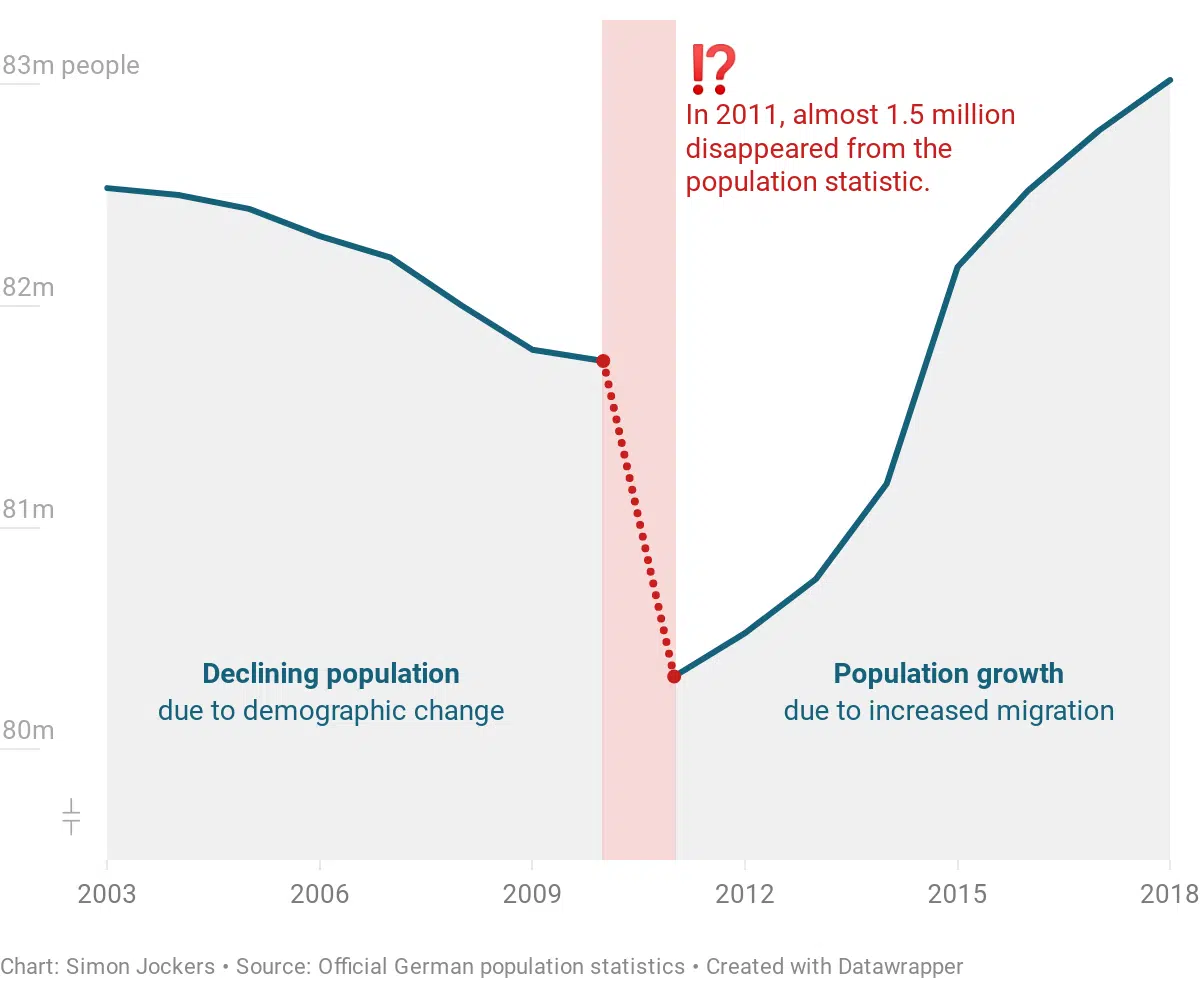 83m people
⁉
In 2011, almost 1.5 million
disappeared from the
population statistic.
82m
81m
Declining population
due to demographic change
Population growth
due to increased migration
80m
2003
2006
2009
2012
2015
2018
Chart: Simon Jockers • Source: Official German population statistics • Created with Datawrapper